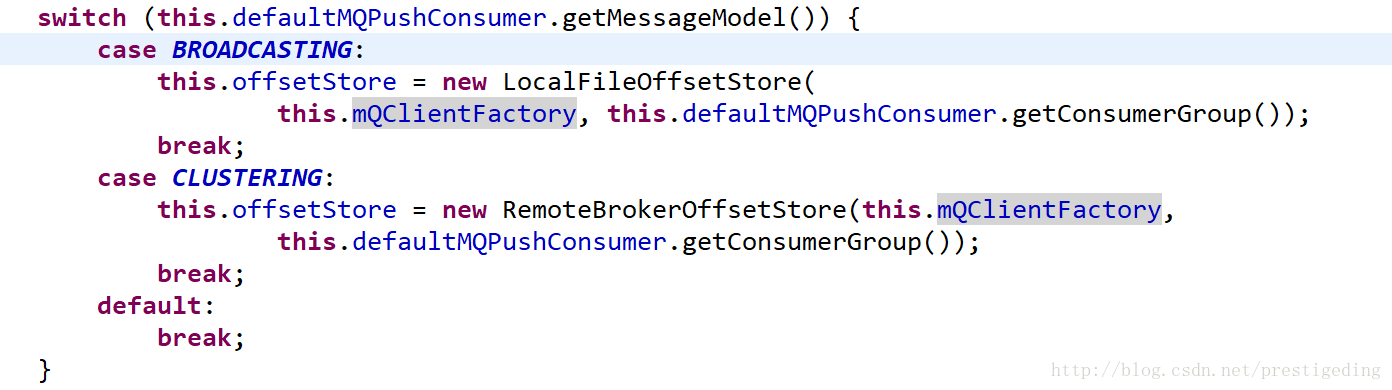 switch (this.defaultMQPushConsumer.getMessageModel()) {
    case BROADCASTING:
        this.offsetStore = new LocalFileOffsetStore(
                this.mQClientFactory, this.defaultMQPushConsumer.getConsumerGroup());
        break;
    case CLUSTERING:
        this.offsetStore = new RemoteBrokerOffsetStore(this.mQClientFactory,
                this.defaultMQPushConsumer.getConsumerGroup());
        break;
    default:
        break;
}
http://blog.csdn.net/prestigeding